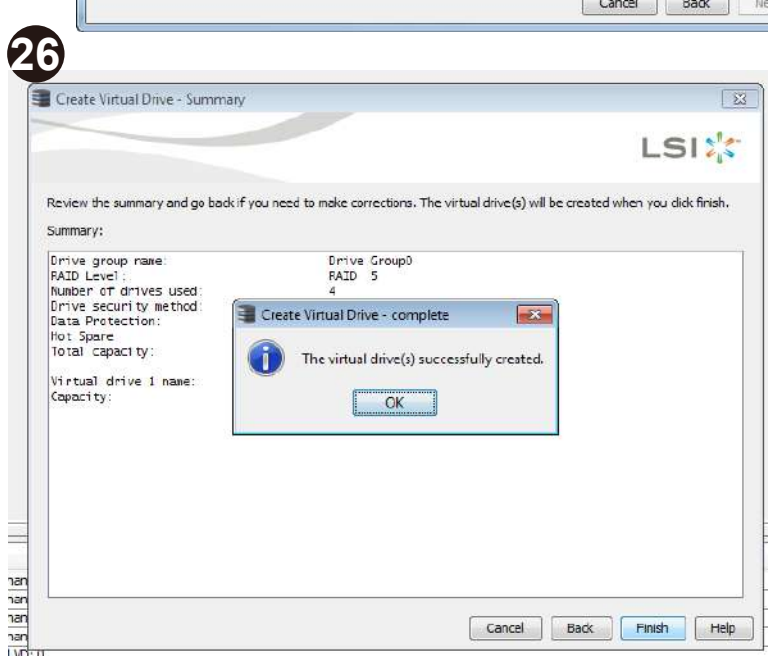 Cancel Back Ne
26
Create Virtual Drive - Summary
LSI
Review the summary and go back if you need to make corrections. The virtual drive(s) will be created when you click finish.
Summary:
Drive group name: Drive Group0
RAID Level: RAID 5
Number of drives used: 4
Drive security method:
Create Virtual Drive - complete
Data Protection:
Hot Spare
Total capacity:
The virtual drive(s) successfully created.
Virtual drive 1 name:
Capacity:
OK
Cancel Back Finish Help